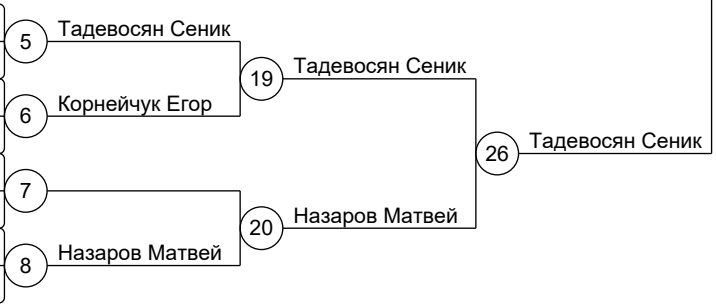 5 Тадевосян Сеник
19 Тадевосян Сеник
6 Корнейчук Егор
26 Тадевосян Сеник
7
20 Назаров Матвей
8 Назаров Матвей